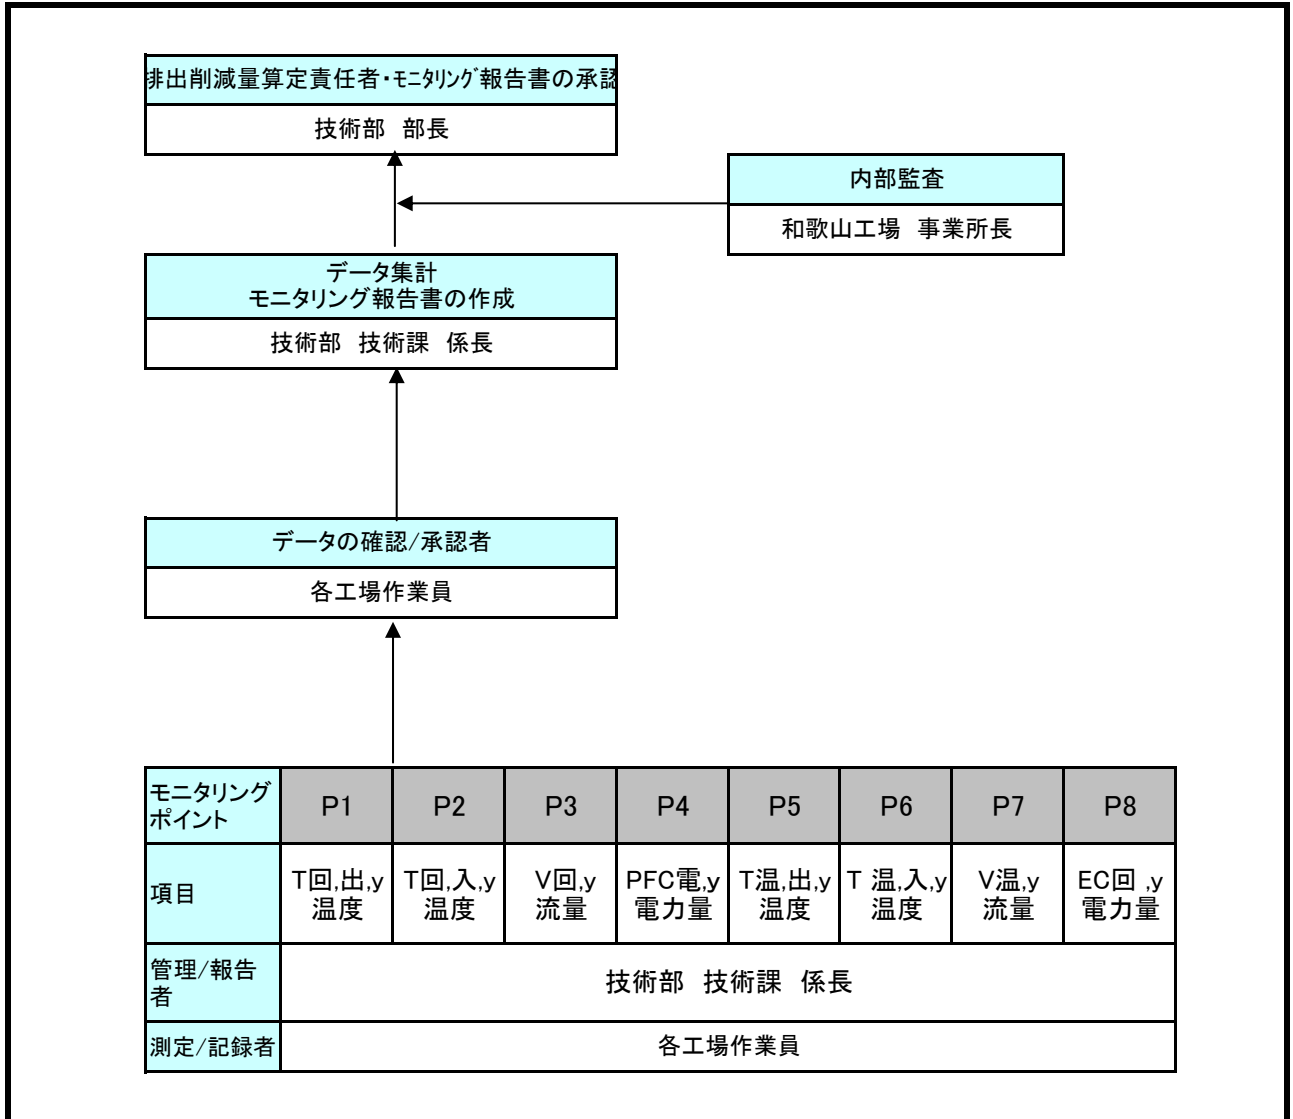 排出削減量算定責任者・ﾓﾆﾀﾘﾝｸﾞ報告書の承認
技術部 部長
内部監査
和歌山工場 事業所長
データ集計
モニタリング報告書の作成
技術部 技術課 係長
データの確認/承認者
各工場作業員
モニタリング
ポイント
P1
P2
P3
P4
P5
P6
P7
P8
項目
T回,出,y
温度
T回,入,y
温度
V回,y
流量
PFC電,y
電力量
T温,出,y
温度
T 温,入,y
温度
V温,y
流量
EC回 ,y
電力量
管理/報告
者
技術部 技術課 係長
測定/記録者
各工場作業員